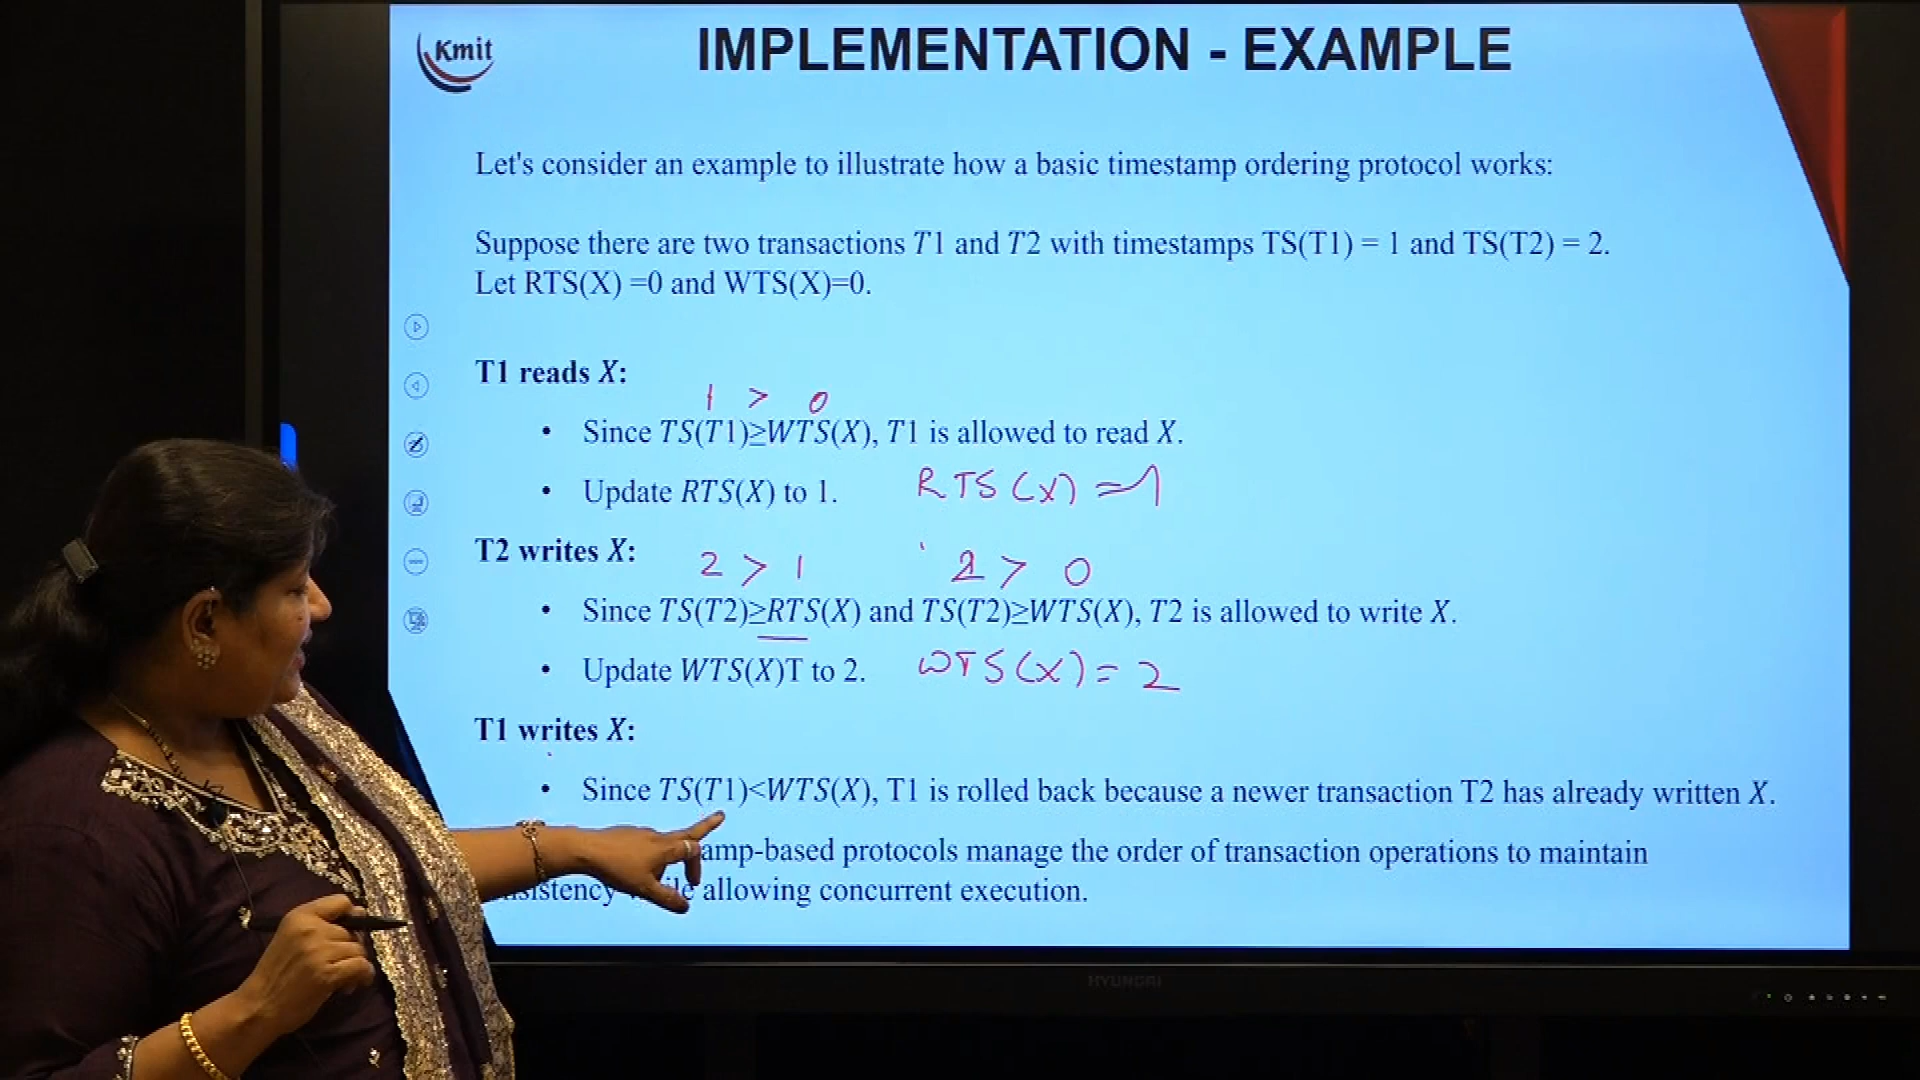 Kmit
IMPLEMENTATION - EXAMPLE
Let's consider an example to illustrate how a basic timestamp ordering protocol works:
Suppose there are two transactions T1 and T2 with timestamps TS(T1) = 1 and TS(T2) = 2.
Let RTS(X) =0 and WTS(X)=0.
T1 reads X:
1 > 0
• Since TS(T1)≥WTS(X), T1 is allowed to read X.
• Update RTS(X) to 1. RTS(X) = 1
T2 writes X:
2 > 1 2 > 0
• Since TS(T2)≥RTS(X) and TS(T2)≥WTS(X), T2 is allowed to write X.
• Update WTS(X)T to 2. WTS(X) = 2
T1 writes X:
• Since TS(T1)<WTS(X), T1 is rolled back because a newer transaction T2 has already written X.
amp-based protocols manage the order of transaction operations to maintain
sistency allowing concurrent execution.
HYUNDAI